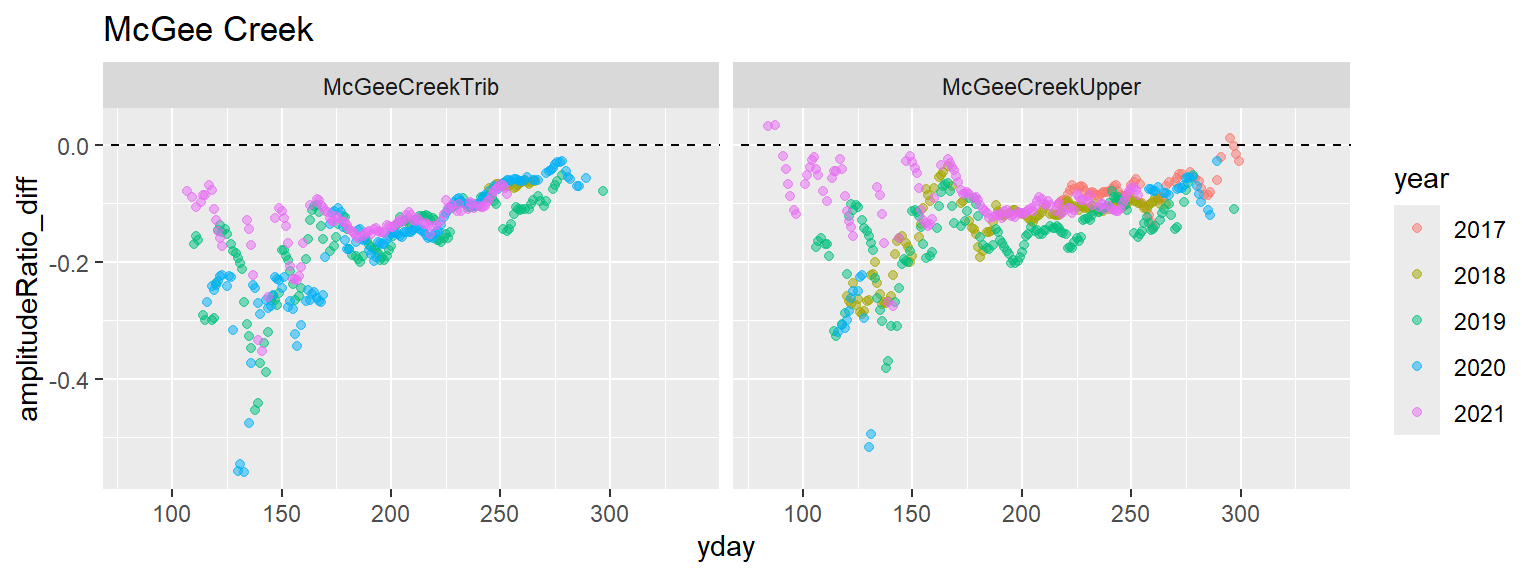 McGee Creek
McGeeCreekTrib McGeeCreekUpper
amplitudeRatio_diff
0.0
-0.2
-0.4
100 150 200 250 300 100 150 200 250 300
yday
year
2017
2018
2019
2020
2021